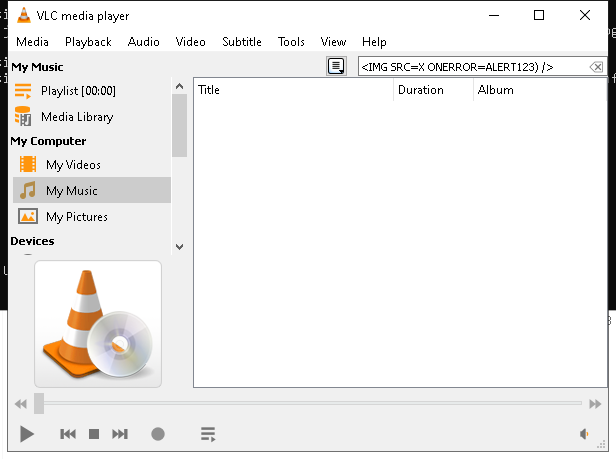 VLC media player
Media Playback Audio Video Subtitle Tools View Help
My Music
<IMG SRC=X ONERROR=ALERT123) />
Playlist [00:00]
Title Duration Album
Media Library
My Computer
My Videos
My Music
My Pictures
Devices